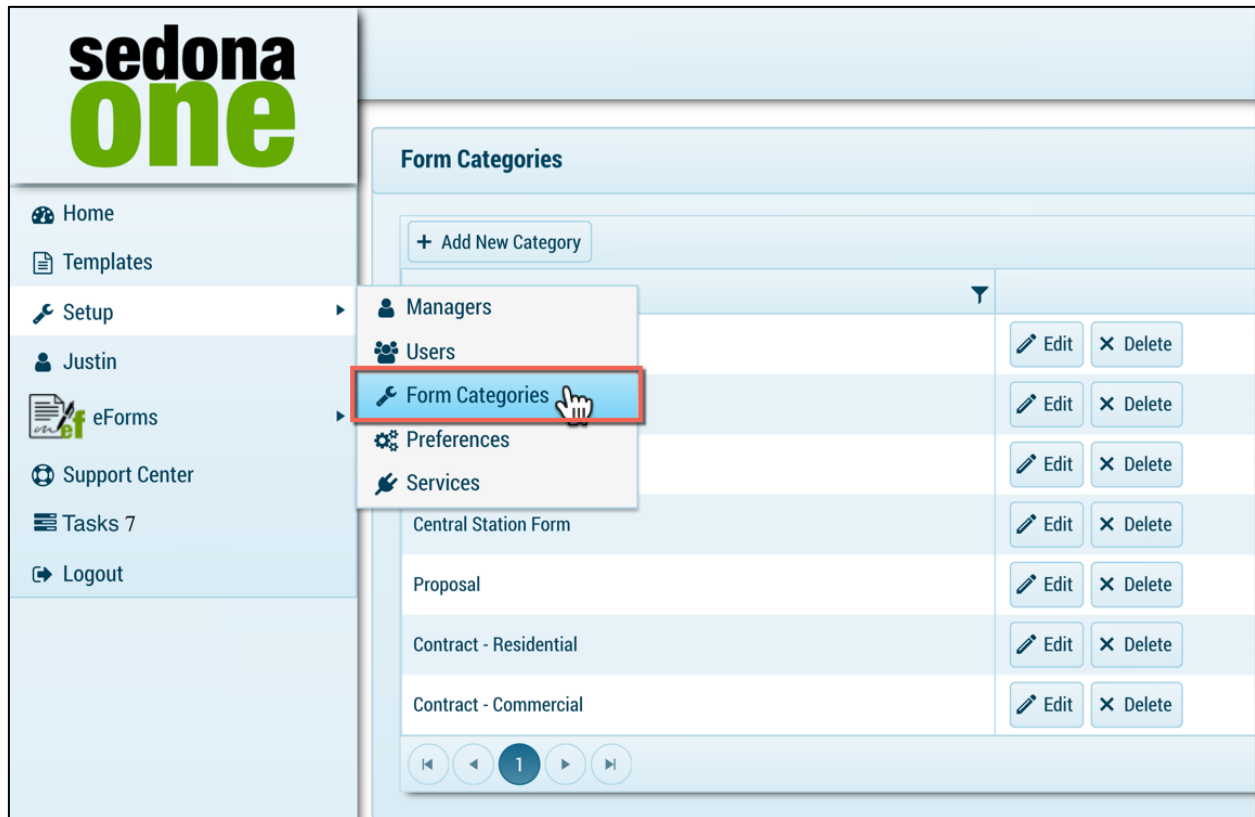 sedona
one
Home
Templates
Setup
Justin
eForms
Support Center
Tasks 7
Logout
Managers
Users
Form Categories
Preferences
Services
Form Categories
+ Add New Category
Edit
Delete
Edit
Delete
Edit
Delete
Central Station Form
Edit
Delete
Proposal
Edit
Delete
Contract - Residential
Edit
Delete
Contract - Commercial
Edit
Delete
1